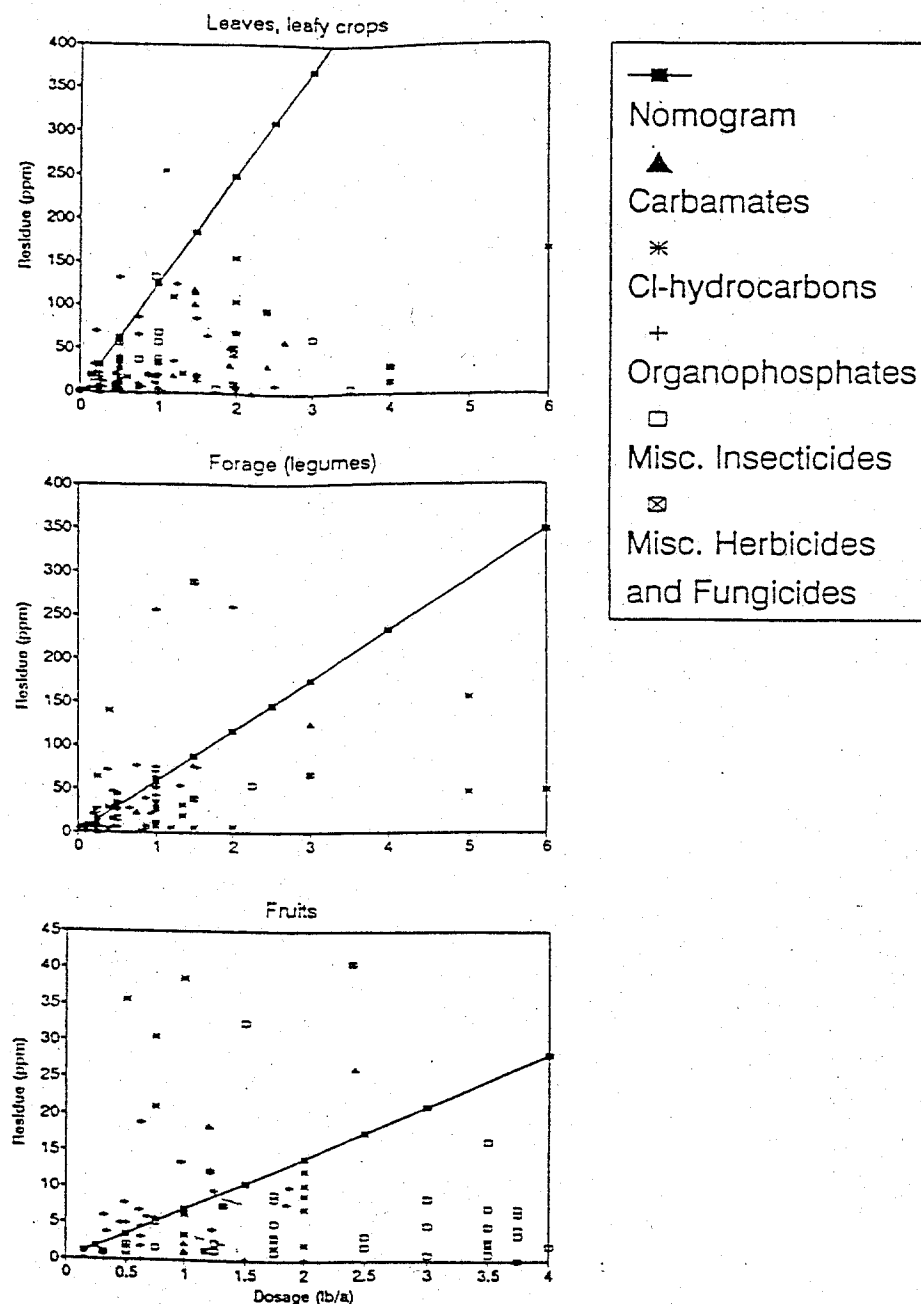 Leaves, leafy crops
400
350
300
250
200
150
100
50
0
Residue (ppm)
0 1 2 3 4 5 6
Forage (legumes)
400
350
300
250
200
150
100
50
0
Residue (ppm)
0 1 2 3 4 5 6
Fruits
45
40
35
30
25
20
15
10
5
0
Residue (ppm)
0 0.5 1 1.5 2 2.5 3 3.5 4
Dosage (lb/a)
Nomogram
Carbamates
Cl-hydrocarbons
Organophosphates
Misc. Insecticides
Misc. Herbicides
and Fungicides